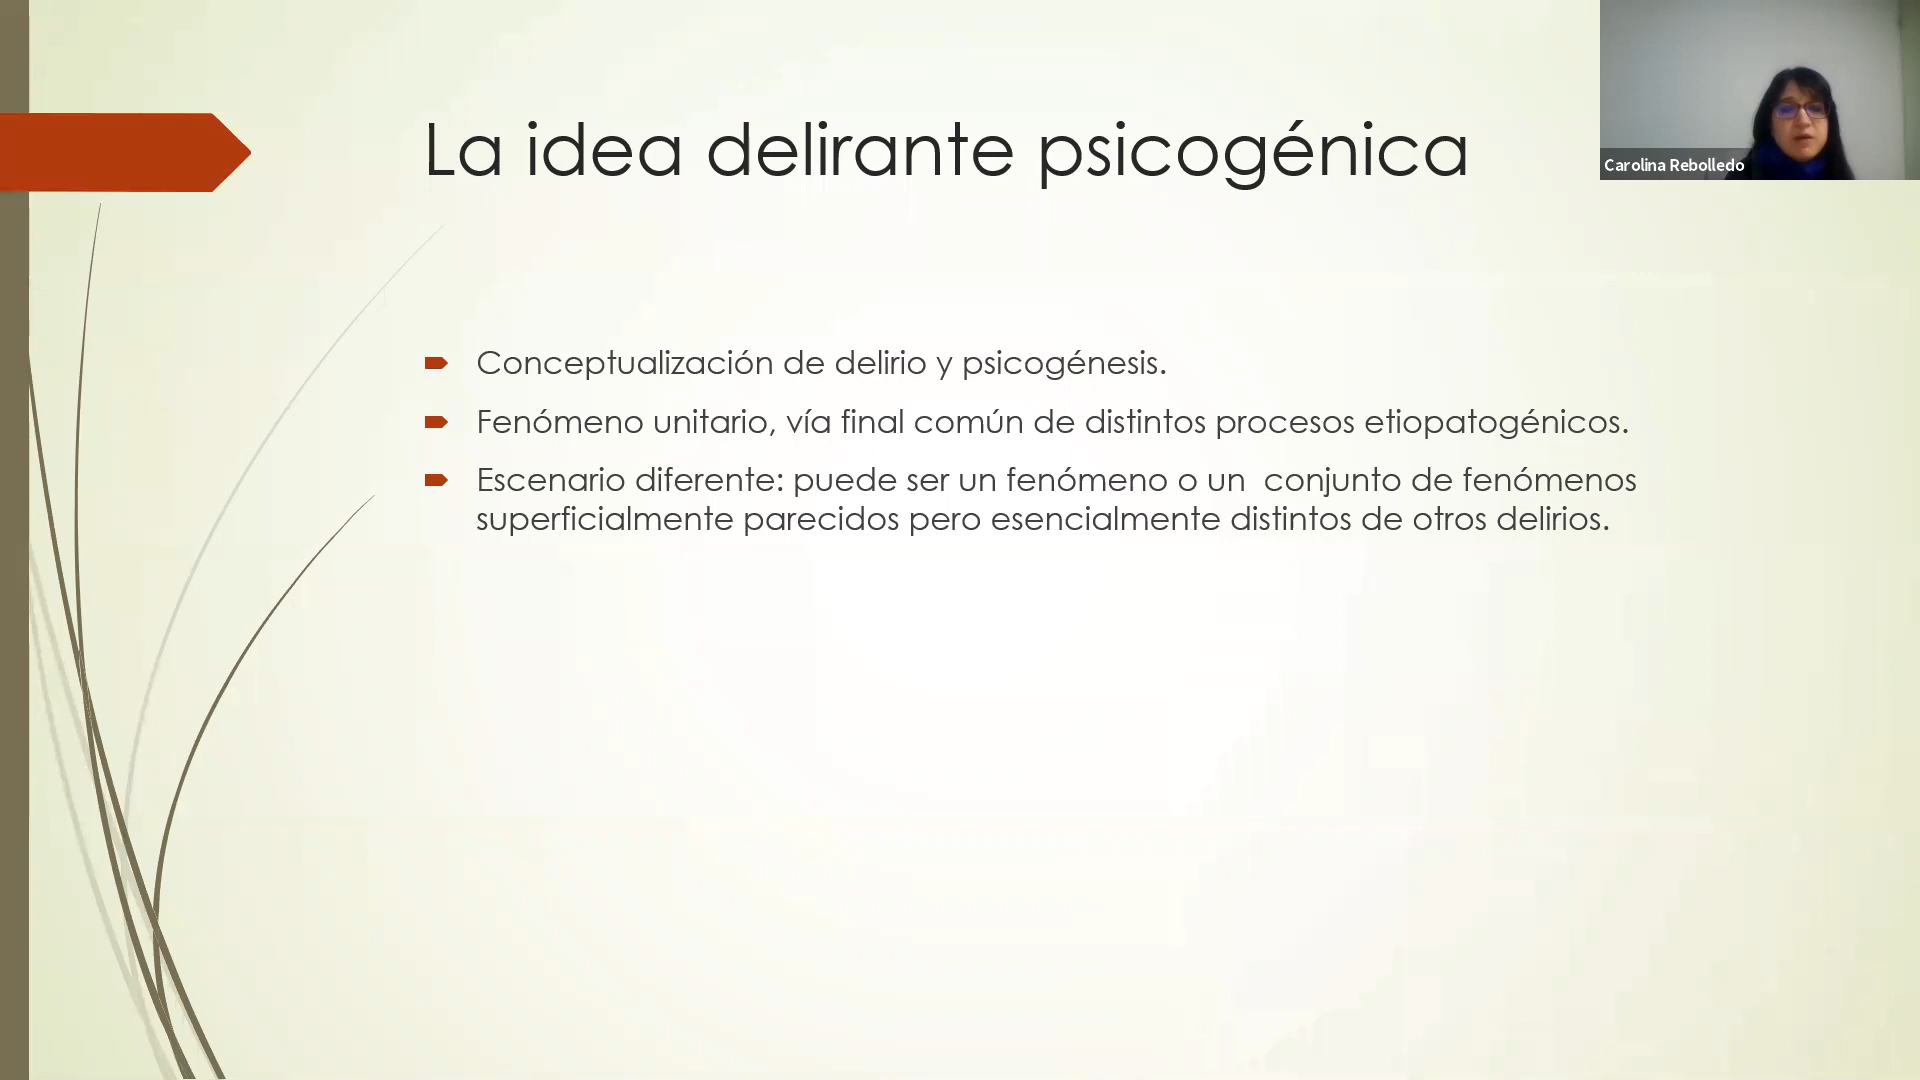 La idea delirante psicogénica
Carolina Rebolledo
Conceptualización de delirio y psicogénesis.
Fenómeno unitario, vía final común de distintos procesos etiopatogénicos.
Escenario diferente: puede ser un fenómeno o un  conjunto de fenómenos
superficialmente parecidos pero esencialmente distintos de otros delirios.